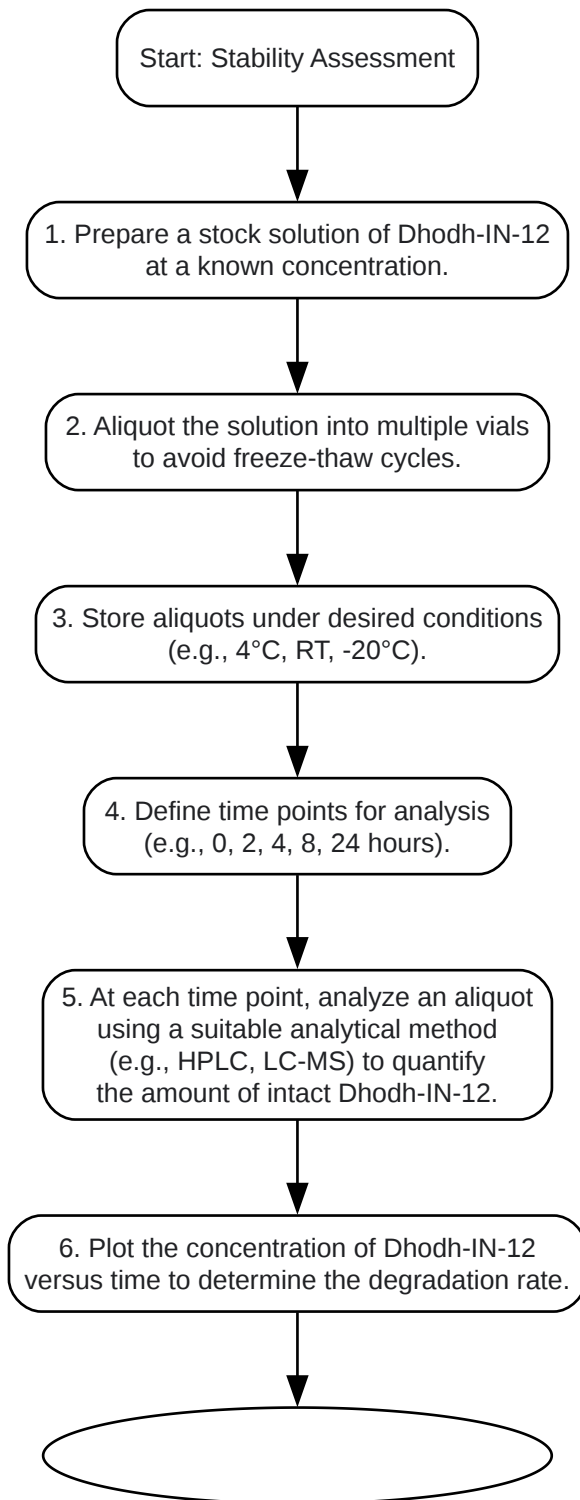 Start: Stability Assessment
1. Prepare a stock solution of Dhodh-IN-12
at a known concentration.
2. Aliquot the solution into multiple vials
to avoid freeze-thaw cycles.
3. Store aliquots under desired conditions
(e.g., 4°C, RT, -20°C).
4. Define time points for analysis
(e.g., 0, 2, 4, 8, 24 hours).
5. At each time point, analyze an aliquot
using a suitable analytical method
(e.g., HPLC, LC-MS) to quantify
the amount of intact Dhodh-IN-12.
6. Plot the concentration of Dhodh-IN-12
versus time to determine the degradation rate.